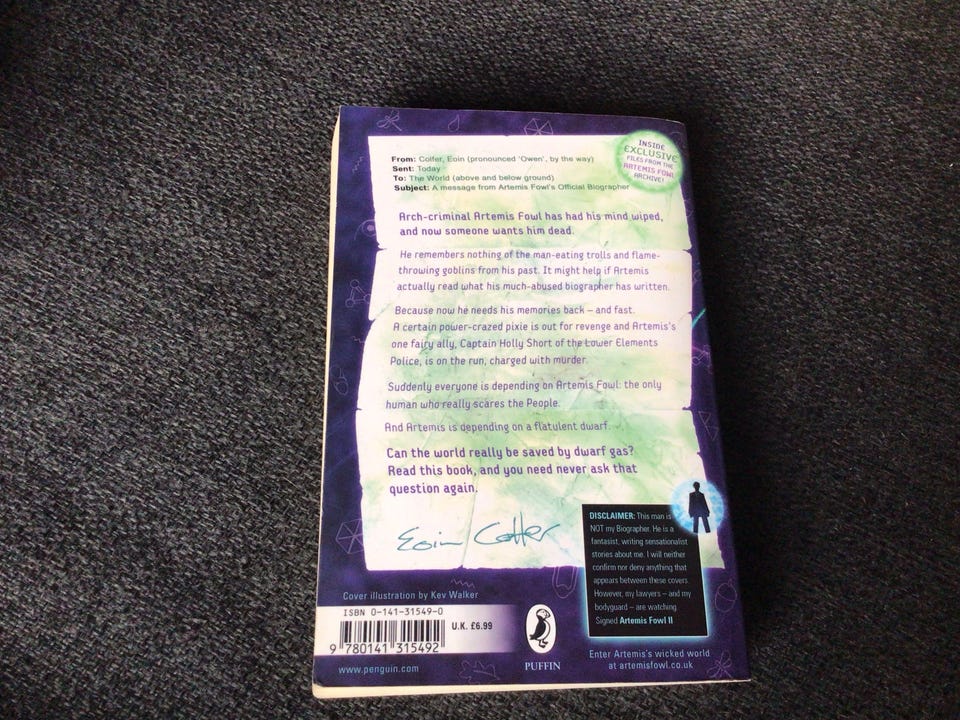 INSIDE
EXCLUSIVE
FILES FROM THE
ARTEMIS FOWL
ARCHIVE!
From: Colfer, Eoin (pronounced 'Owen', by the way)
Sent: Today
To: The World (above and below ground)
Subject: A message from Artemis Fowl's Official Biographer
Arch-criminal Artemis Fowl has had his mind wiped,
and now someone wants him dead.
He remembers nothing of the man-eating trolls and flame-
throwing goblins from his past. It might help if Artemis
actually read what his much-abused biographer has written.
Because now he needs his memories back – and fast.
A certain power-crazed pixie is out for revenge and Artemis's
one fairy ally, Captain Holly Short of the Lower Elements
Police, is on the run, charged with murder.
Suddenly everyone is depending on Artemis Fowl: the only
human who really scares the People.
And Artemis is depending on a flatulent dwarf.
Can the world really be saved by dwarf gas?
Read this book, and you need never ask that
question again.
Eoin Colfer
DISCLAIMER: This man is
NOT my Biographer. He is a
fantasist, writing sensationalist
stories about me. I will neither
confirm nor deny anything that
appears between these covers.
However, my lawyers – and my
bodyguard – are watching.
Signed Artemis Fowl II
Cover illustration by Kev Walker
ISBN 0-141-31549-0
9 780141 315492
U.K. £6.99
www.penguin.com
PUFFIN
Enter Artemis's wicked world
at artemisfowl.co.uk